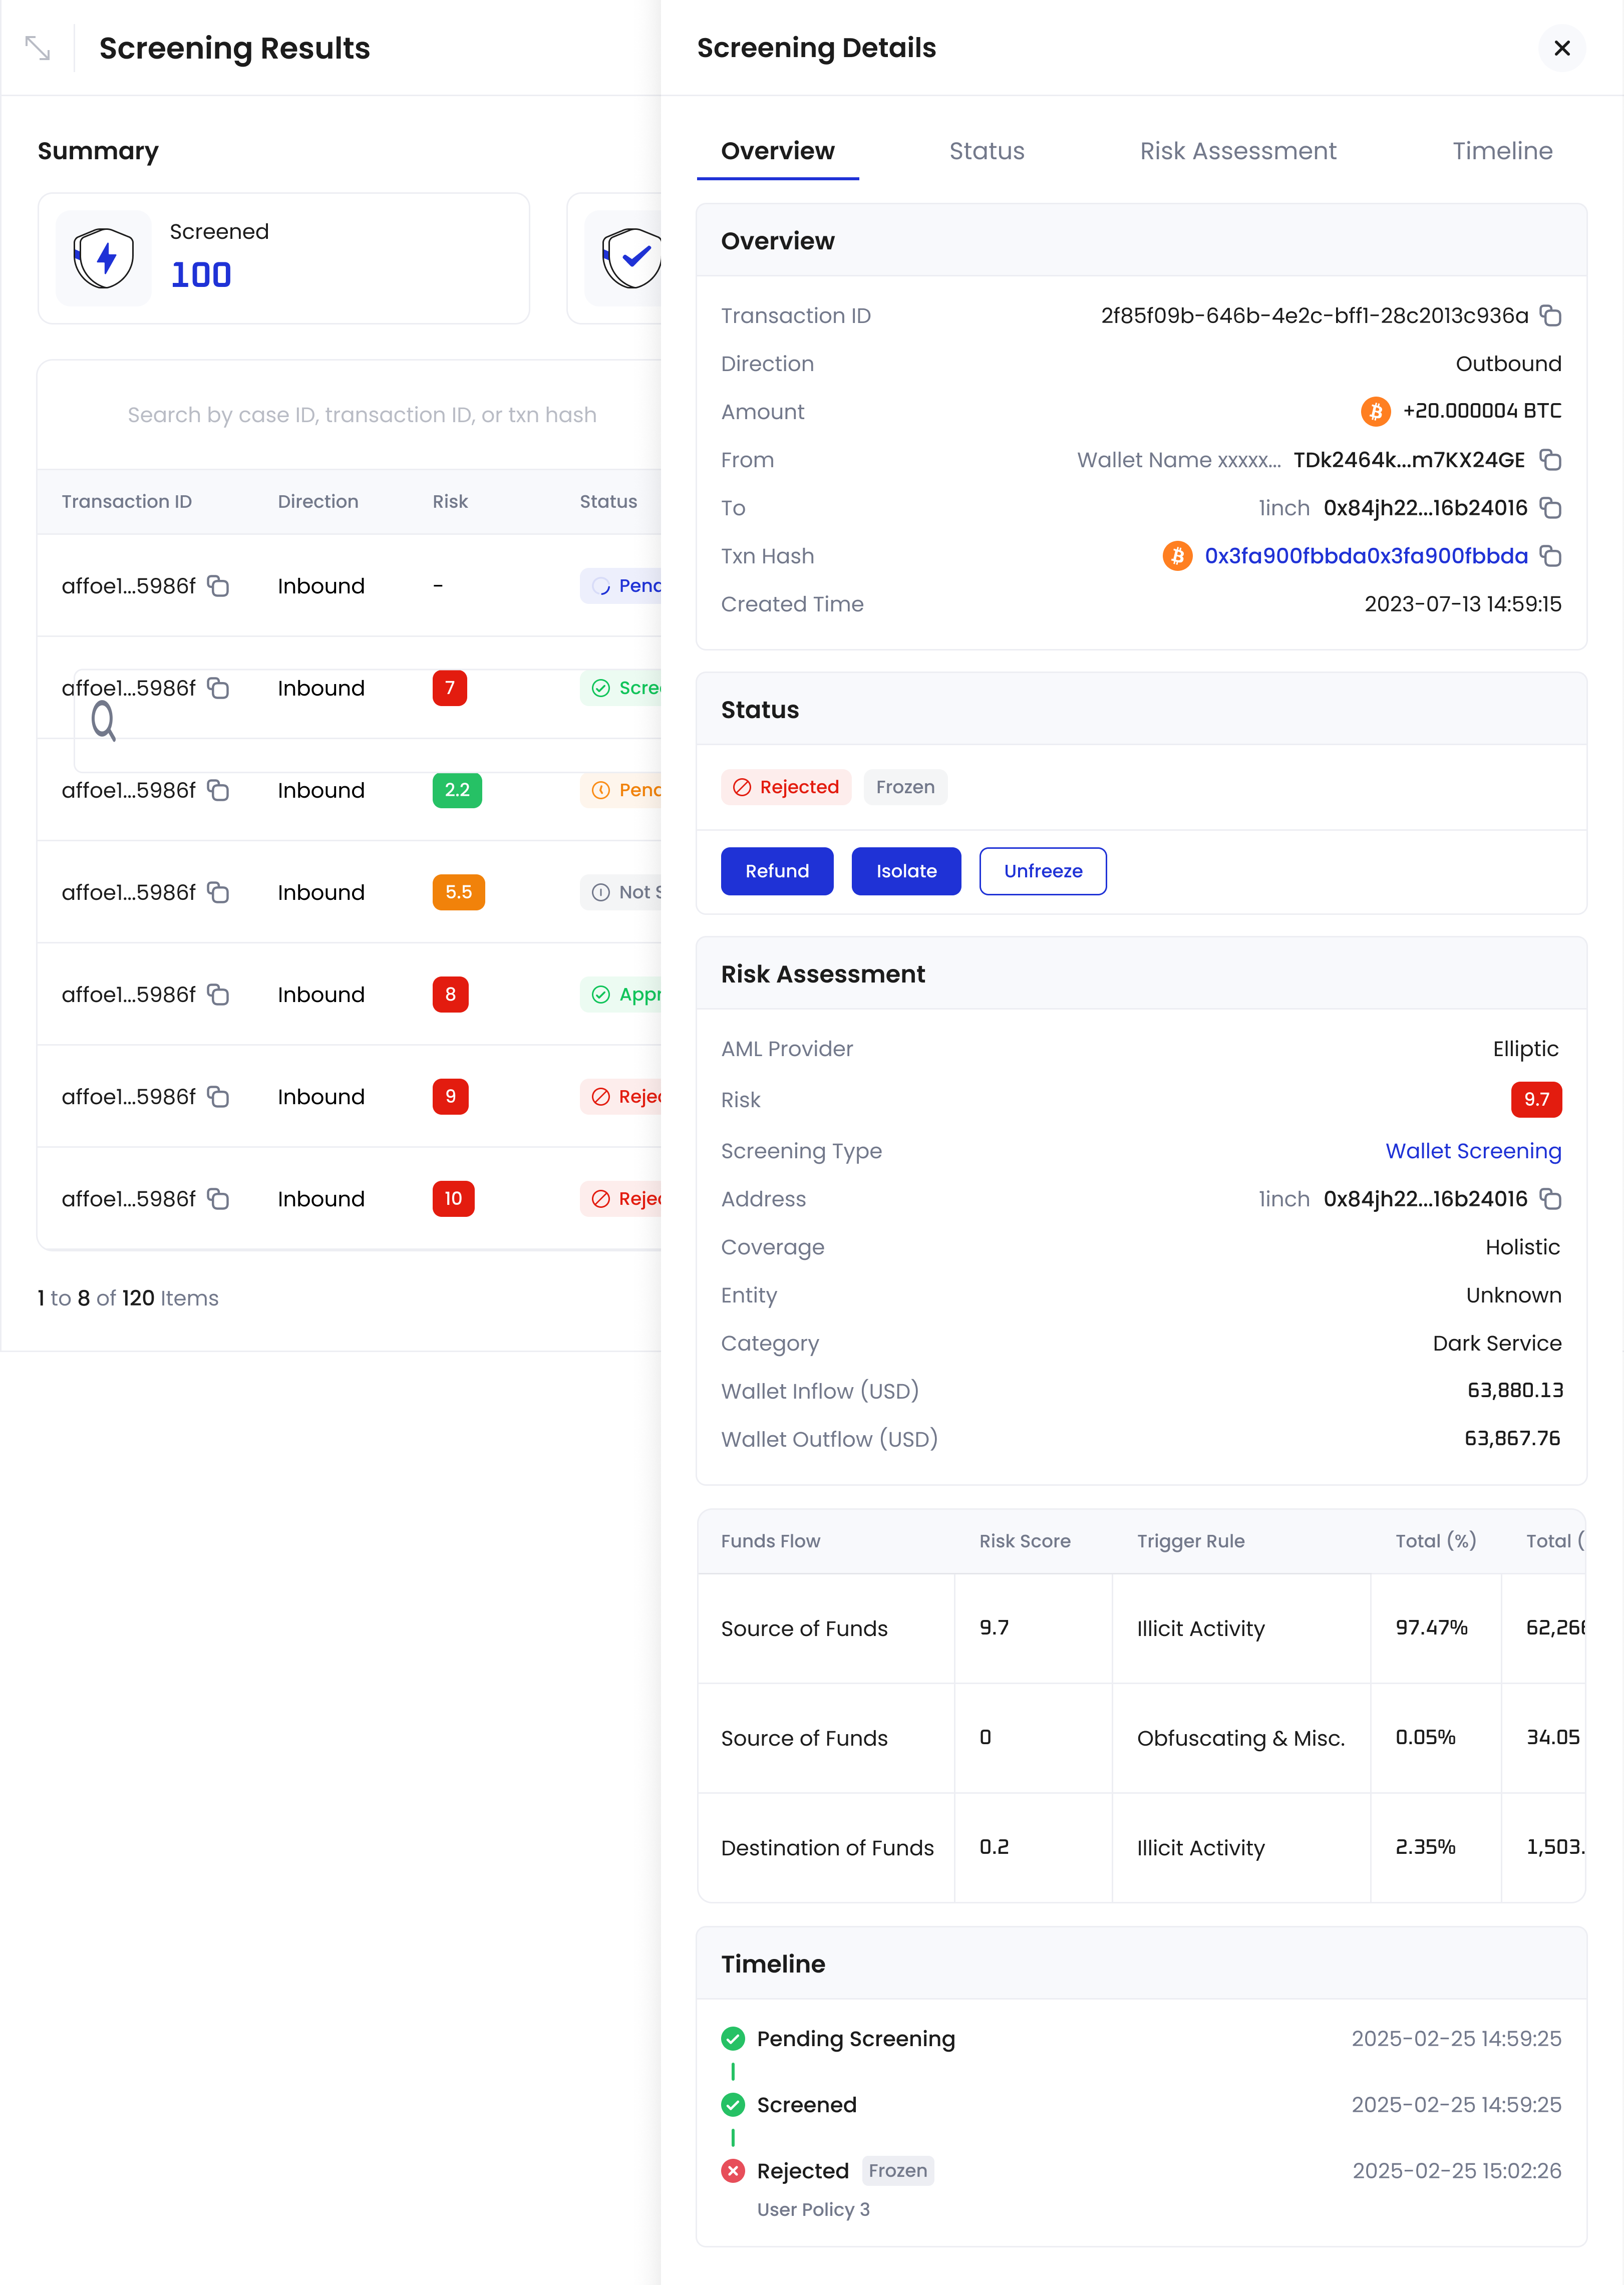 Screening Results
Summary
Screened
100
Search by case ID, transaction ID, or txn hash
Transaction ID Direction Risk Status
affoe1...5986f Inbound - Pend
affoe1...5986f Inbound 7 Scree
affoe1...5986f Inbound 2.2 Pend
affoe1...5986f Inbound 5.5 Not S
affoe1...5986f Inbound 8 Appr
affoe1...5986f Inbound 9 Rejec
affoe1...5986f Inbound 10 Rejec
1 to 8 of 120 Items
Screening Details
Overview Status Risk Assessment Timeline
Overview
Transaction ID 2f85f09b-646b-4e2c-bff1-28c2013c936a
Direction Outbound
Amount +20.000004 BTC
From Wallet Name xxxxx... TDk2464k...m7KX24GE
To 1inch 0x84jh22...16b24016
Txn Hash 0x3fa900fbbda0x3fa900fbbda
Created Time 2023-07-13 14:59:15
Status
Rejected Frozen
Refund Isolate Unfreeze
Risk Assessment
AML Provider Elliptic
Risk 9.7
Screening Type Wallet Screening
Address 1inch 0x84jh22...16b24016
Coverage Holistic
Entity Unknown
Category Dark Service
Wallet Inflow (USD) 63,880.13
Wallet Outflow (USD) 63,867.76
Funds Flow Risk Score Trigger Rule Total (%) Total (
Source of Funds 9.7 Illicit Activity 97.47% 62,266
Source of Funds 0 Obfuscating & Misc. 0.05% 34.05
Destination of Funds 0.2 Illicit Activity 2.35% 1,503.
Timeline
Pending Screening 2025-02-25 14:59:25
Screened 2025-02-25 14:59:25
Rejected Frozen 2025-02-25 15:02:26
User Policy 3